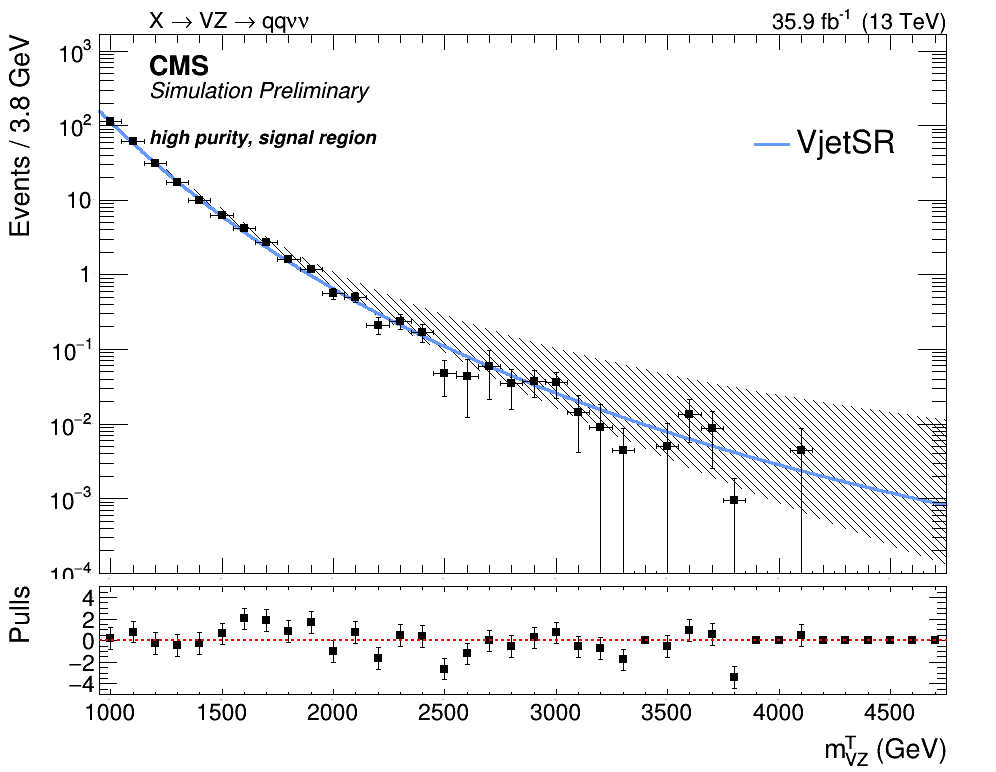 X → VZ → qqνν
35.9 fb⁻¹ (13 TeV)
Events / 3.8 GeV
10³
10²
10
1
10⁻¹
10⁻²
10⁻³
10⁻⁴
CMS
Simulation Preliminary
high purity, signal region
VjetSR
Pulls
4
2
0
−2
−4
1000 1500 2000 2500 3000 3500 4000 4500
m^T_VZ (GeV)